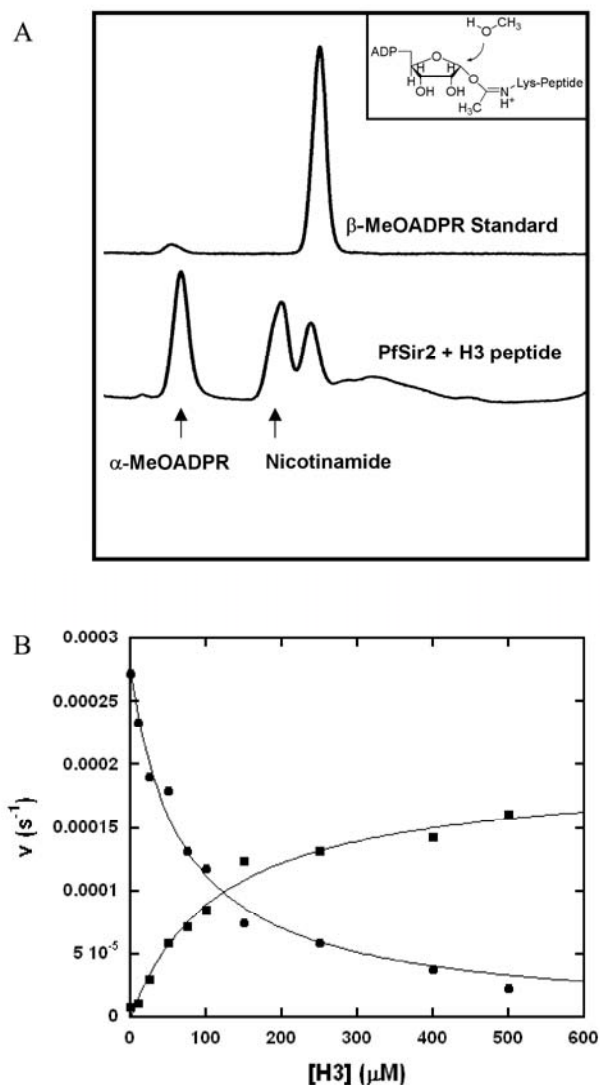 A
HO CH3
ADP
O
H H H H
O Lys-Peptide
OH OH N
H3C H+
β-MeOADPR Standard
PfSir2 + H3 peptide
α-MeOADPR Nicotinamide
B
0.0003
0.00025
0.0002
0.00015
0.0001
5 10-5
0
v (s-1)
0 100 200 300 400 500 600
[H3] (μM)